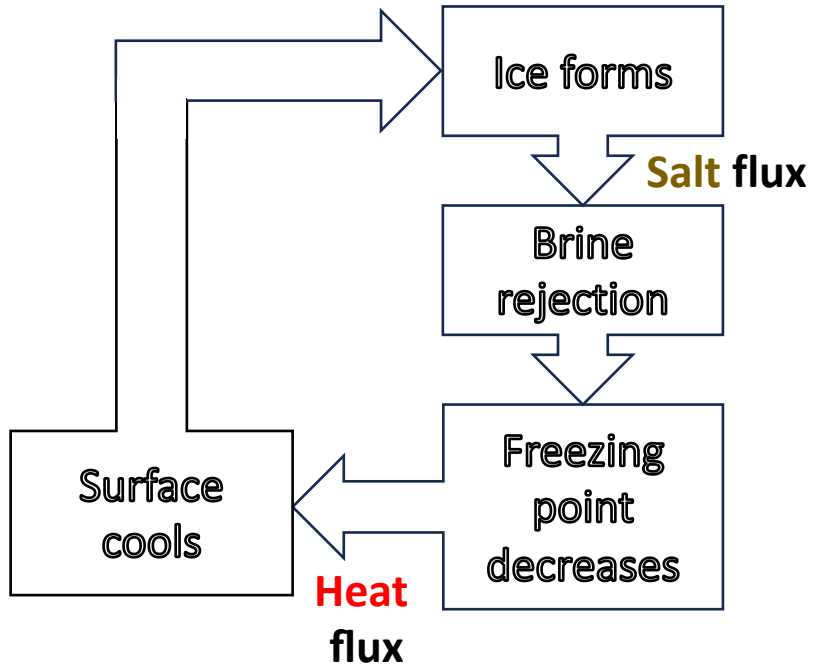 Ice forms
Salt flux
Brine
rejection
Freezing
point
decreases
Surface
cools
Heat
flux